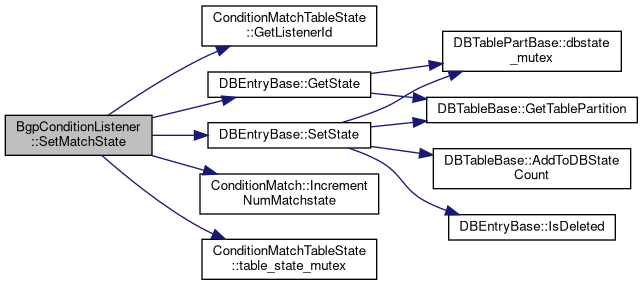 BgpConditionListener
::SetMatchState
ConditionMatchTableState
::GetListenerId
DBEntryBase::GetState
DBEntryBase::SetState
ConditionMatch::Increment
NumMatchstate
ConditionMatchTableState
::table_state_mutex
DBTablePartBase::dbstate
_mutex
DBTableBase::GetTablePartition
DBTableBase::AddToDBState
Count
DBEntryBase::IsDeleted